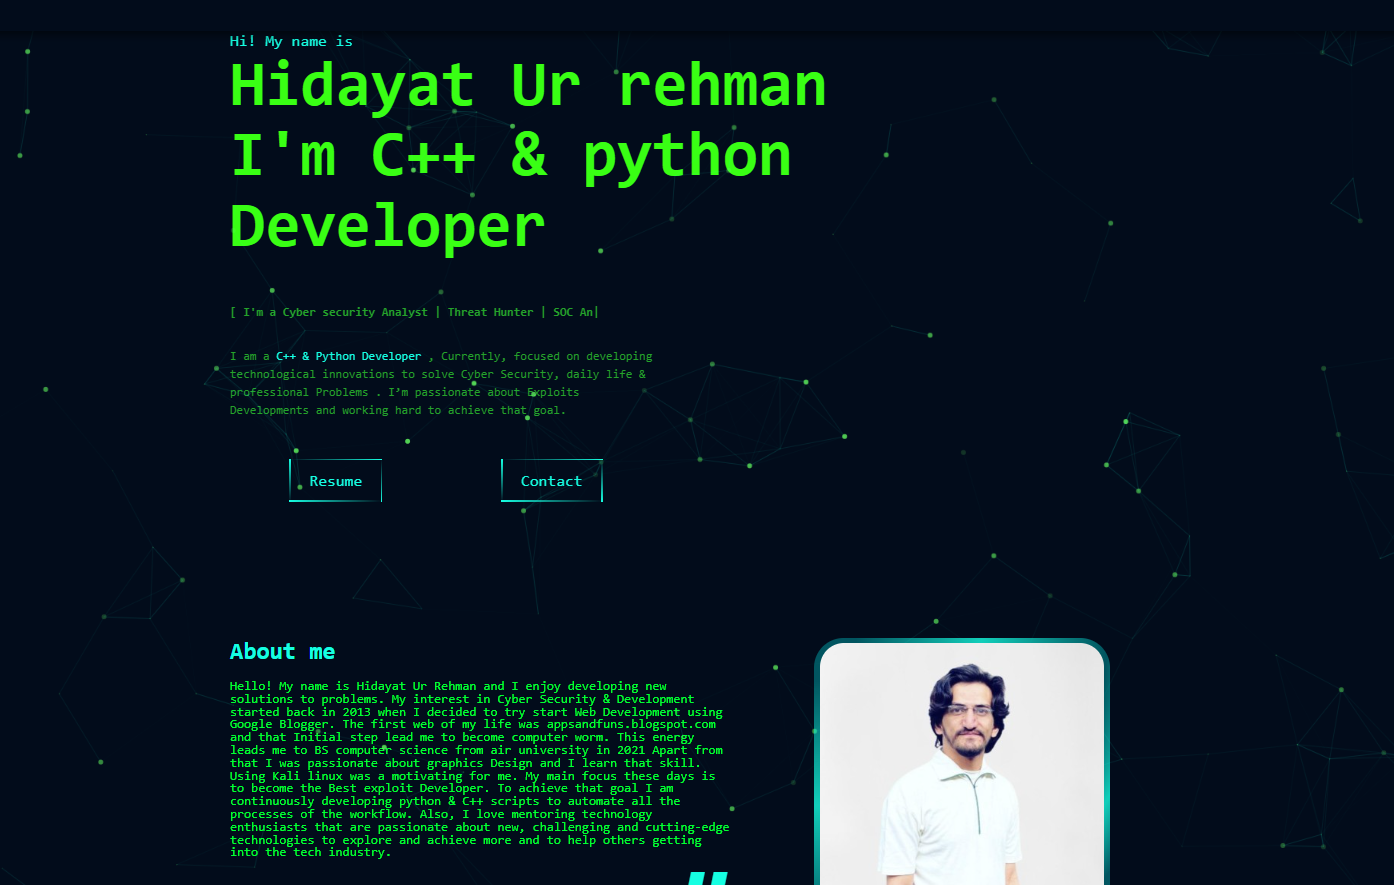 Hi! My name is
Hidayat Ur rehman
I'm C++ & python
Developer
[ I'm a Cyber security Analyst | Threat Hunter | SOC An|
I am a C++ & Python Developer , Currently, focused on developing
technological innovations to solve Cyber Security, daily life &
professional Problems . I’m passionate about Exploits
Developments and working hard to achieve that goal.
Resume
Contact
About me
Hello! My name is Hidayat Ur Rehman and I enjoy developing new
solutions to problems. My interest in Cyber Security & Development
started back in 2013 when I decided to try start Web Development using
Google Blogger. The first web of my life was appsandfuns.blogspot.com
and that Initial step lead me to become computer worm. This energy
leads me to BS computer science from air university in 2021 Apart from
that I was passionate about graphics Design and I learn that skill.
Using Kali linux was a motivating for me. My main focus these days is
to become the Best exploit Developer. To achieve that goal I am
continuously developing python & C++ scripts to automate all the
processes of the workflow. Also, I love mentoring technology
enthusiasts that are passionate about new, challenging and cutting-edge
technologies to explore and achieve more and to help others getting
into the tech industry.